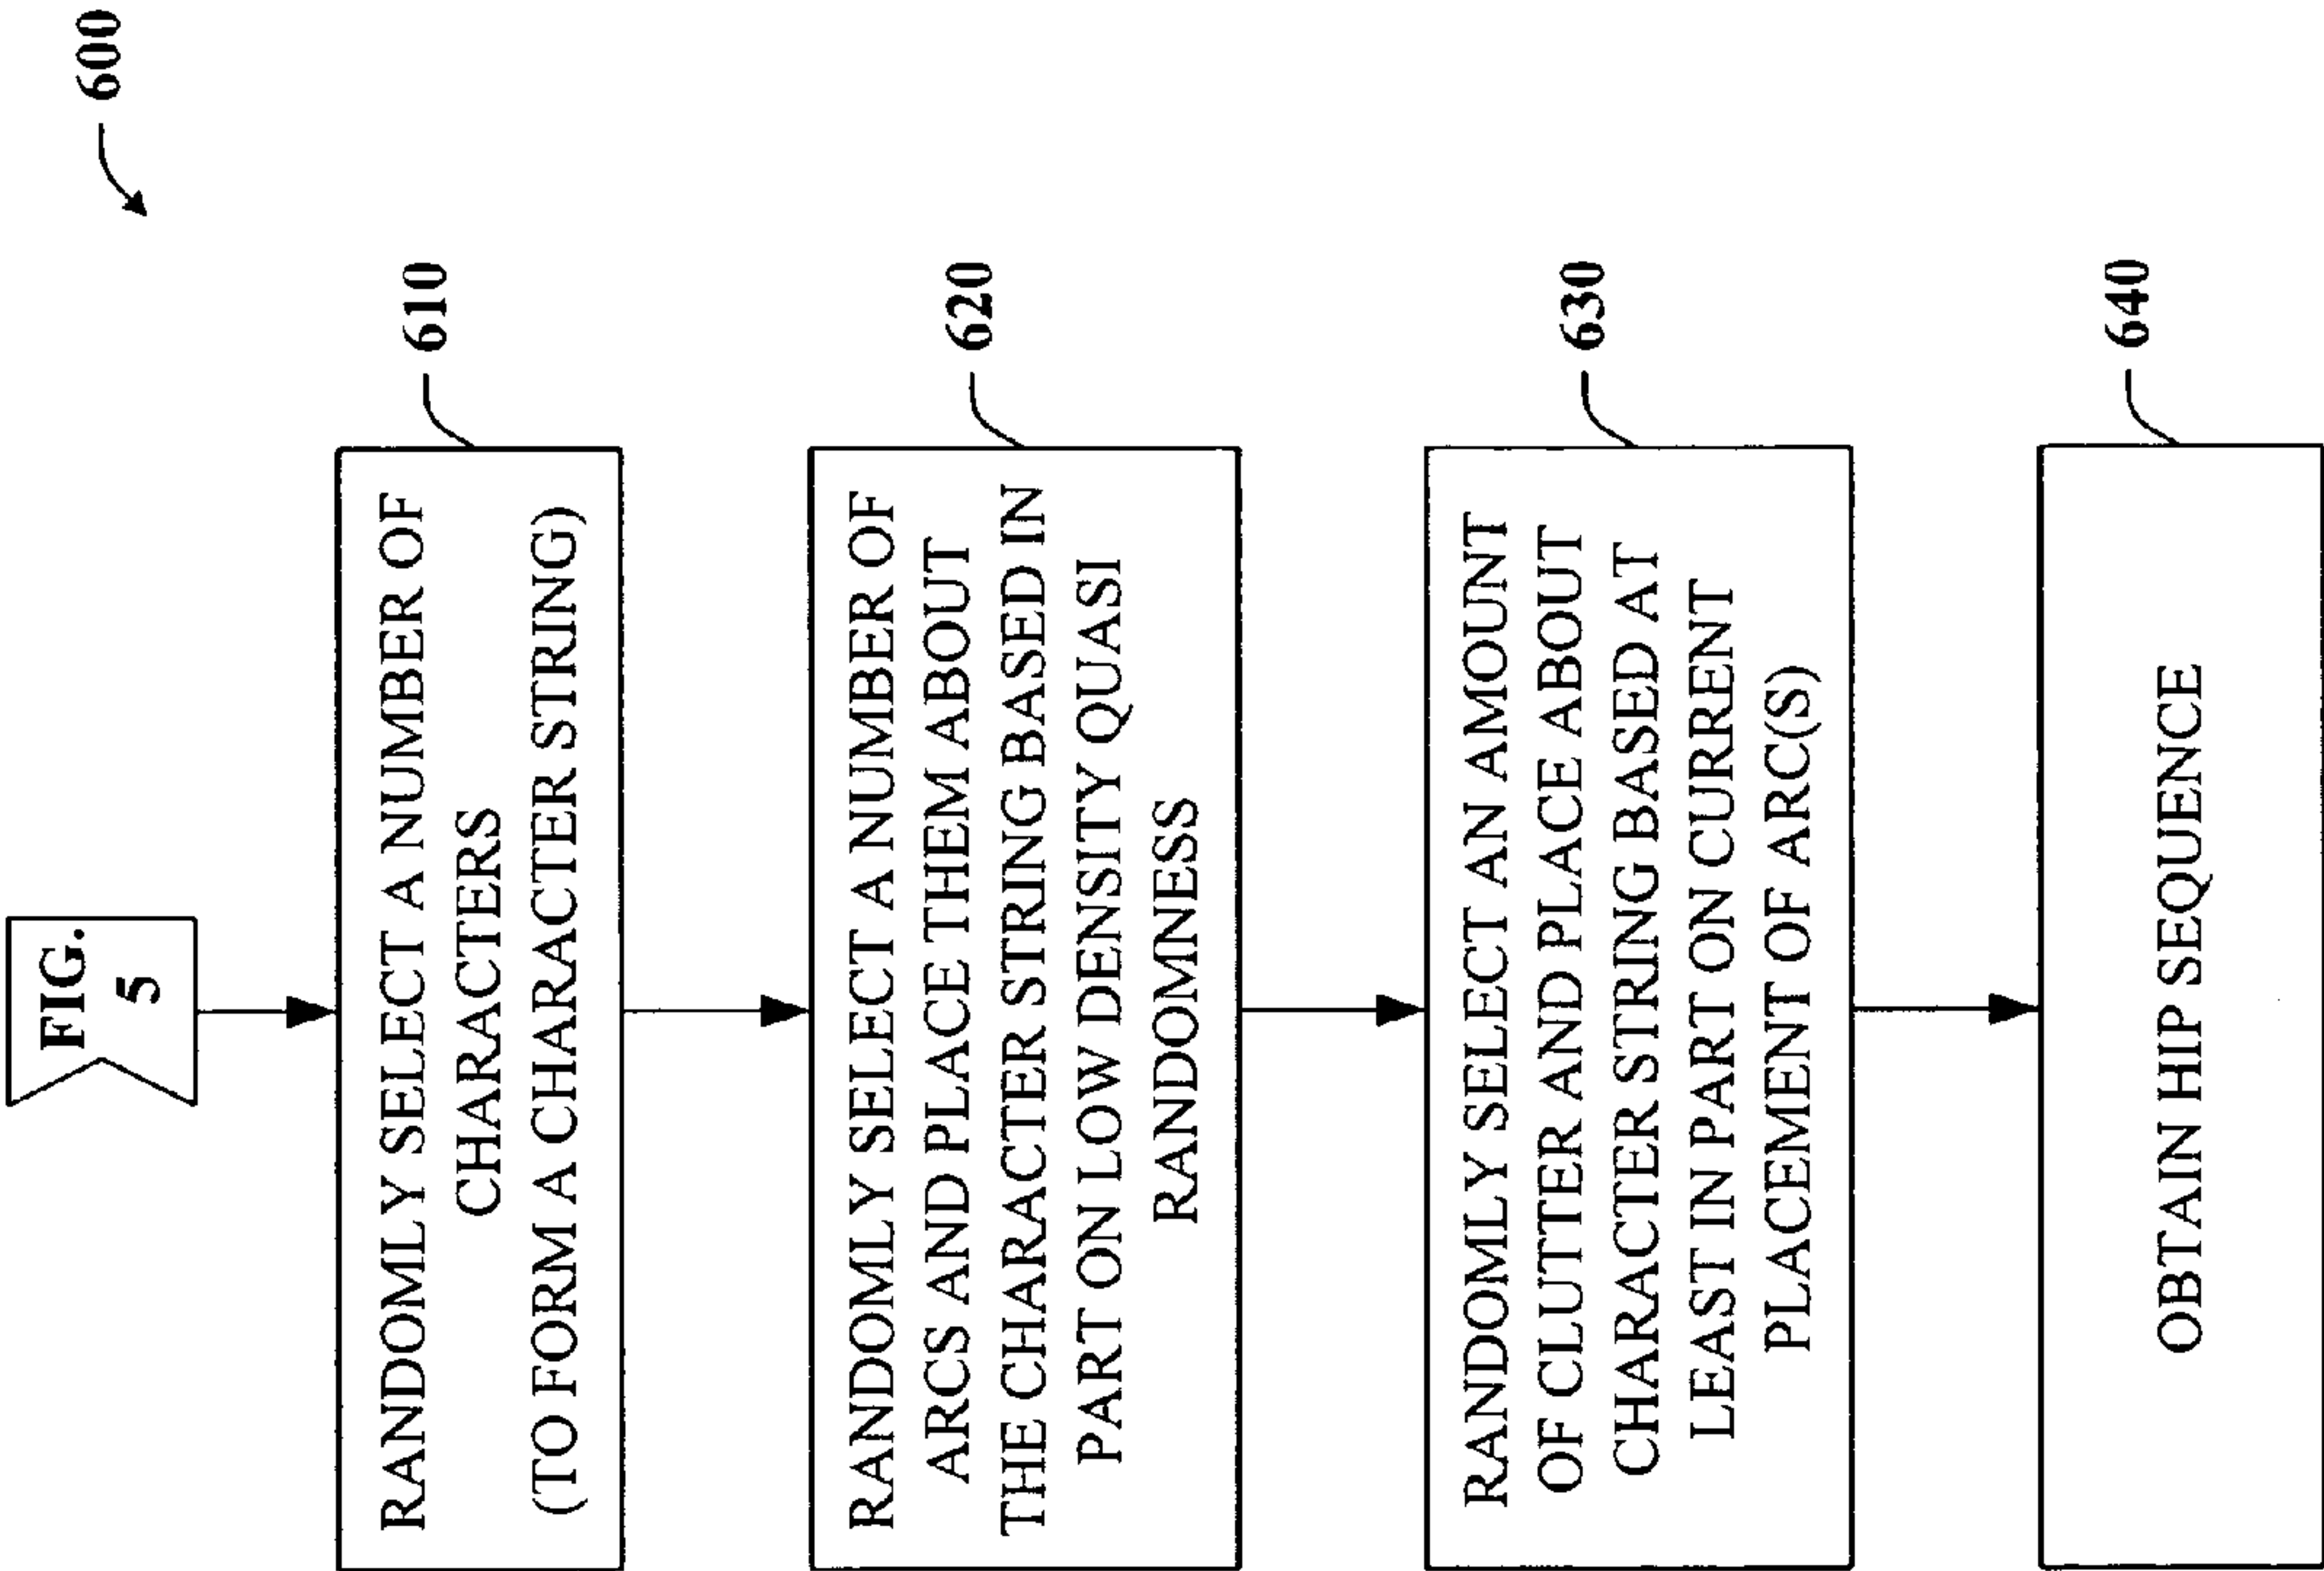 600
FIG.
5
RANDOMLY SELECT A NUMBER OF
CHARACTERS
(TO FORM A CHARACTER STRING)
610
RANDOMLY SELECT A NUMBER OF
ARCS AND PLACE THEM ABOUT
THE CHARACTER STRING BASED IN
PART ON LOW DENSITY QUASI
RANDOMNESS
620
RANDOMLY SELECT AN AMOUNT
OF CLUTTER AND PLACE ABOUT
CHARACTER STRING BASED AT
LEAST IN PART ON CURRENT
PLACEMENT OF ARC(S)
630
OBTAIN HIP SEQUENCE
640